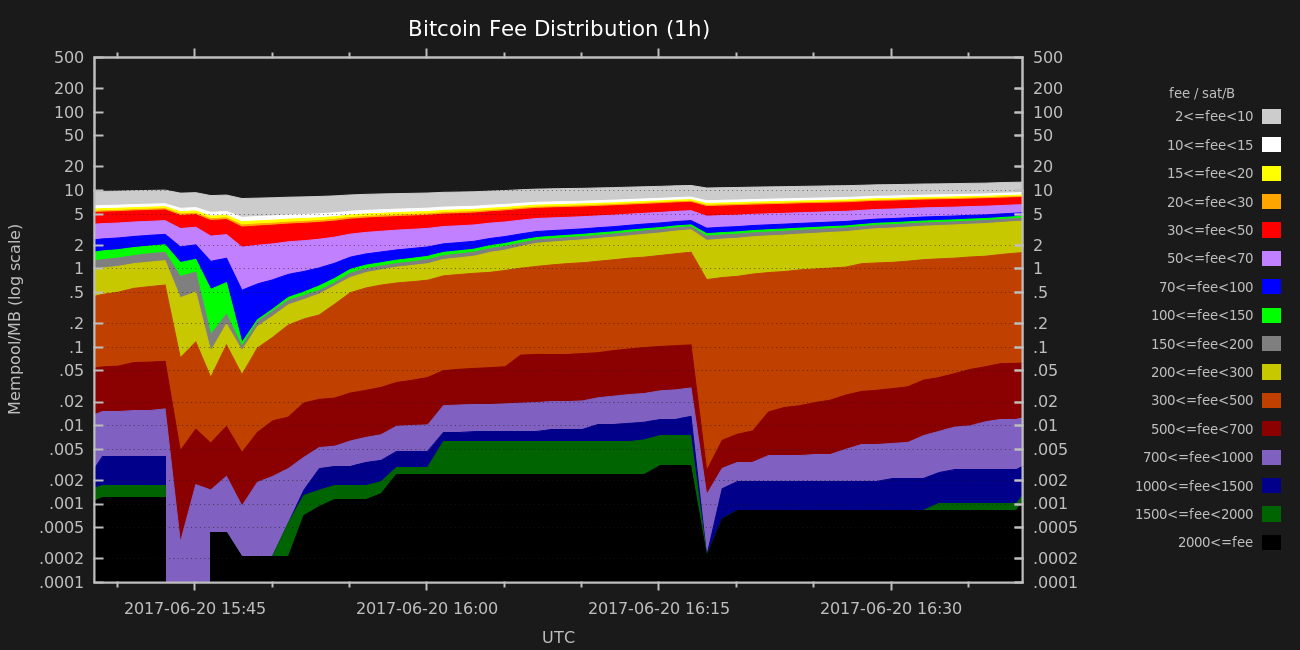 Bitcoin Fee Distribution (1h)
Mempool/MB (log scale)
500
200
100
50
20
10
5
2
1
.5
.2
.1
.05
.02
.01
.005
.002
.001
.0005
.0002
.0001
500
200
100
50
20
10
5
2
1
.5
.2
.1
.05
.02
.01
.005
.002
.001
.0005
.0002
.0001
2017-06-20 15:45
2017-06-20 16:00
2017-06-20 16:15
2017-06-20 16:30
UTC
fee / sat/B
2<=fee<10
10<=fee<15
15<=fee<20
20<=fee<30
30<=fee<50
50<=fee<70
70<=fee<100
100<=fee<150
150<=fee<200
200<=fee<300
300<=fee<500
500<=fee<700
700<=fee<1000
1000<=fee<1500
1500<=fee<2000
2000<=fee